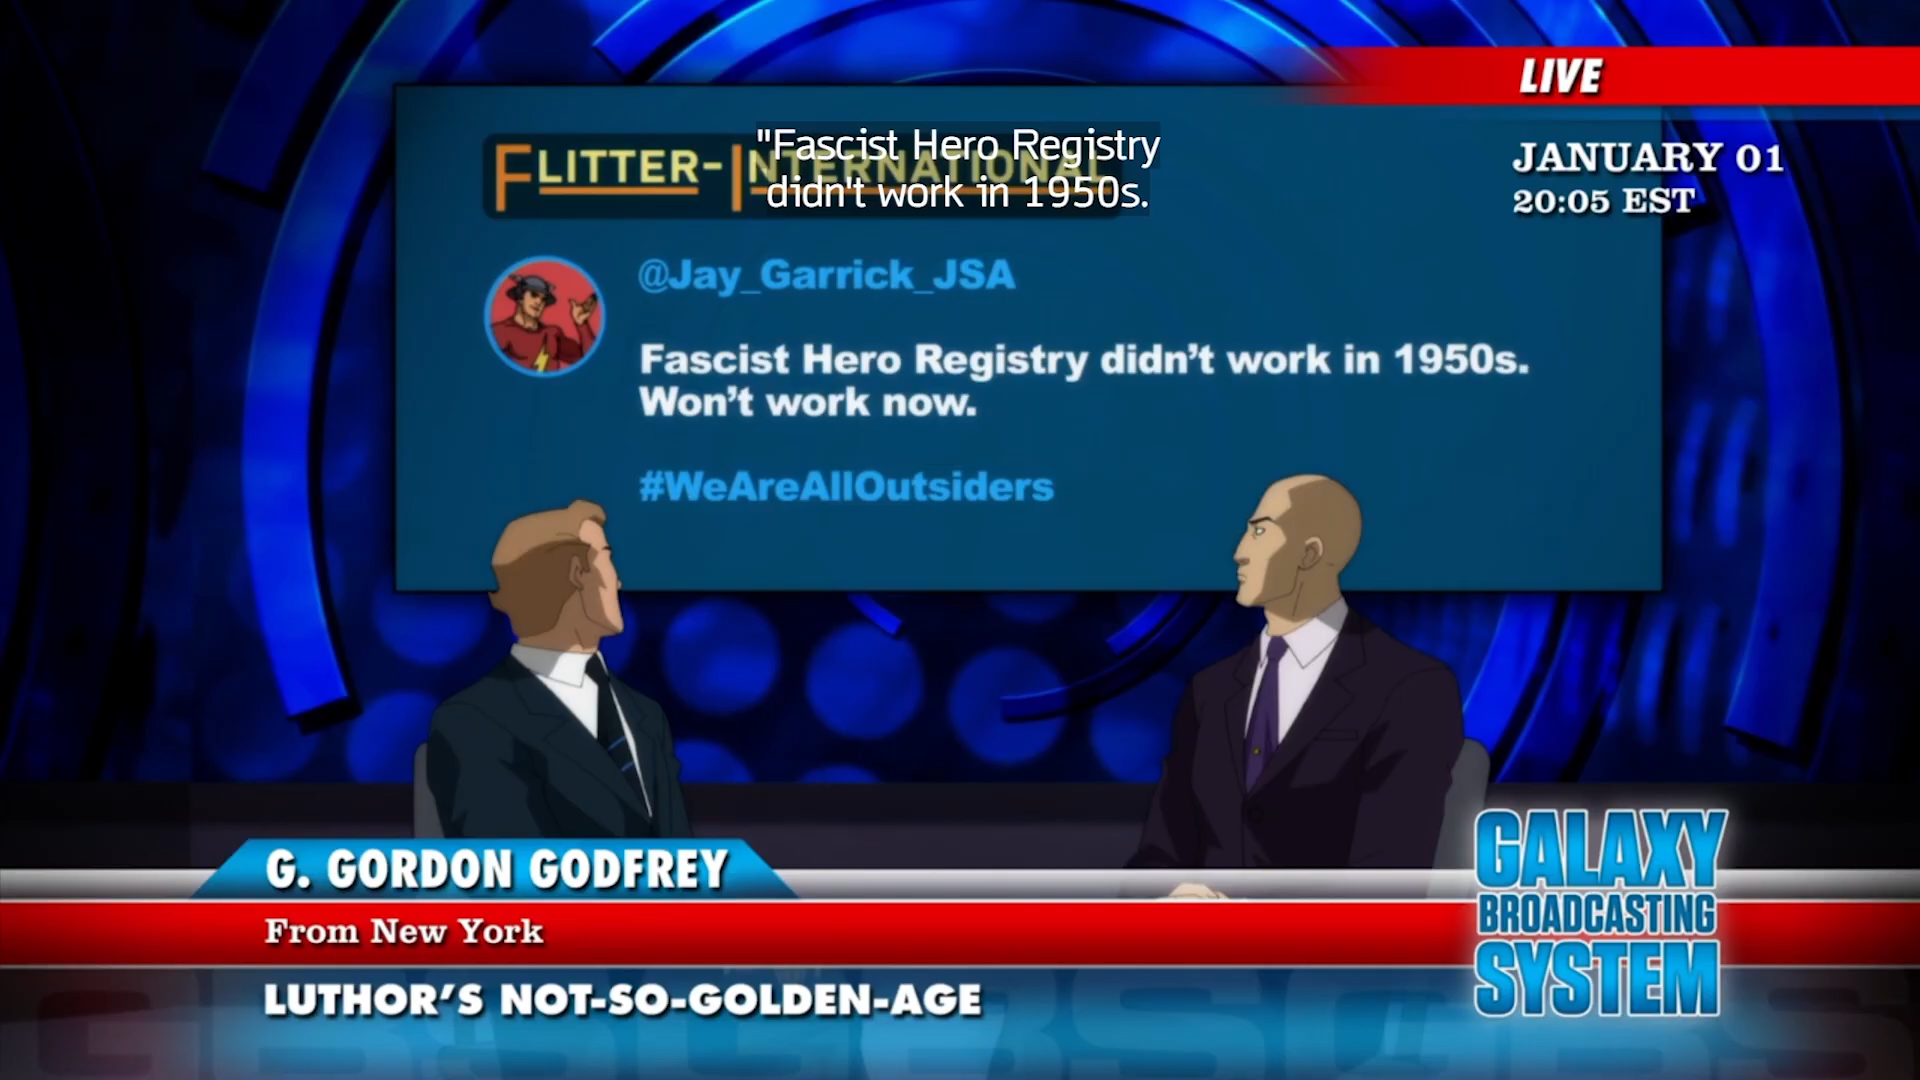 LIVE
"Fascist Hero Registry
didn't work in 1950s.
FLITTER-INTERNATIONAL
JANUARY 01
20:05 EST
@Jay_Garrick_JSA
Fascist Hero Registry didn't work in 1950s.
Won't work now.
#WeAreAllOutsiders
G. GORDON GODFREY
From New York
LUTHOR'S NOT-SO-GOLDEN-AGE
GALAXY
BROADCASTING
SYSTEM